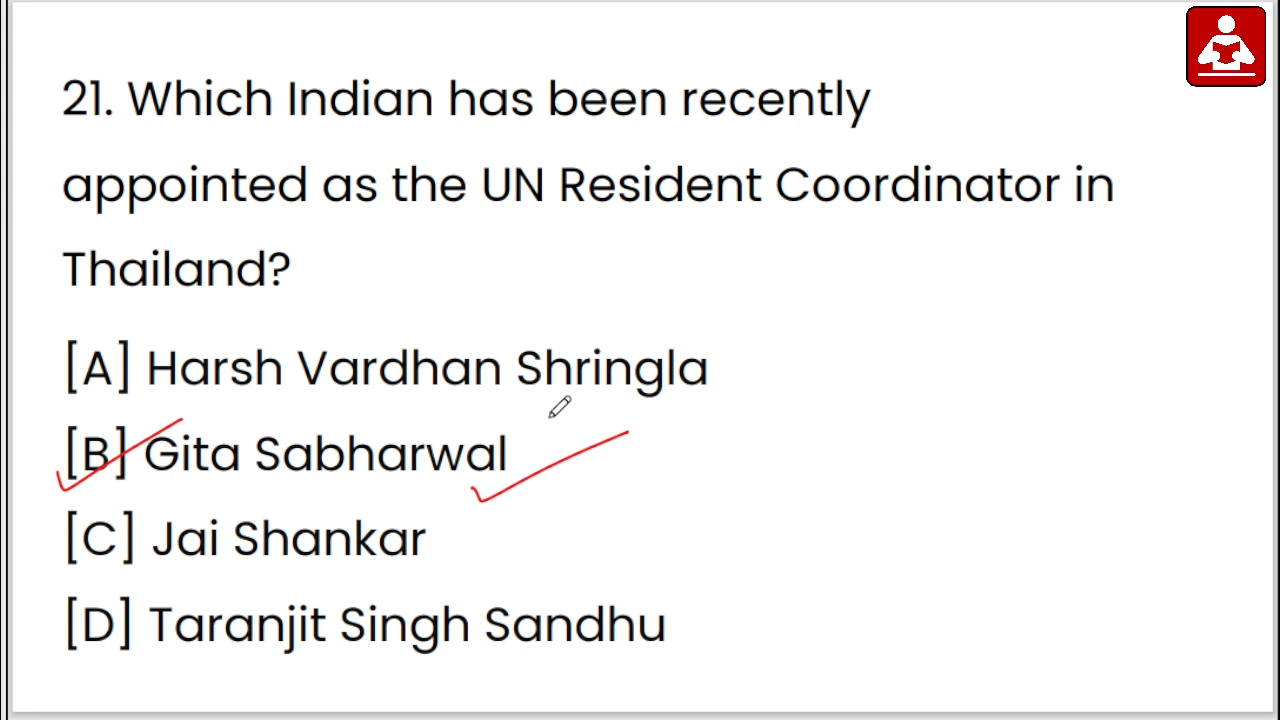 21. Which Indian has been recently
appointed as the UN Resident Coordinator in
Thailand?
[A] Harsh Vardhan Shringla
[B] Gita Sabharwal
[C] Jai Shankar
[D] Taranjit Singh Sandhu